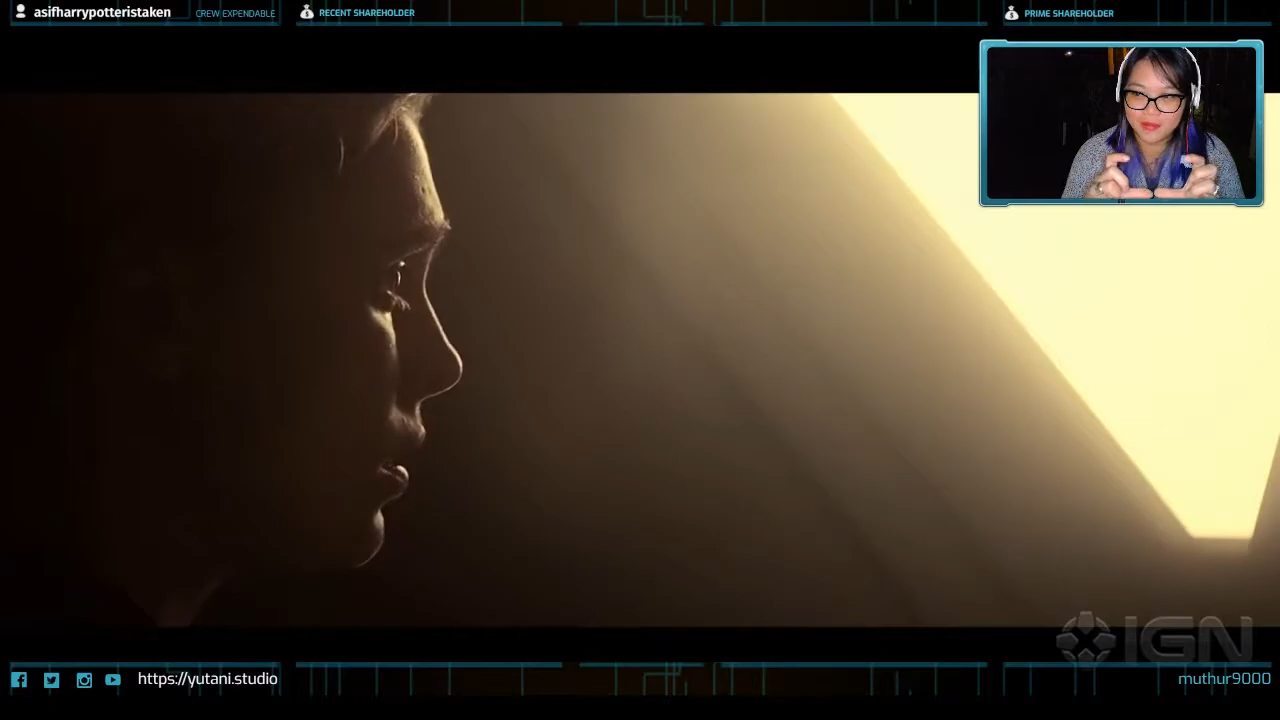 asifharrypotteristaken CREW EXPENDABLE RECENT SHAREHOLDER PRIME SHAREHOLDER
IGN
https://yutani.studio muthur9000